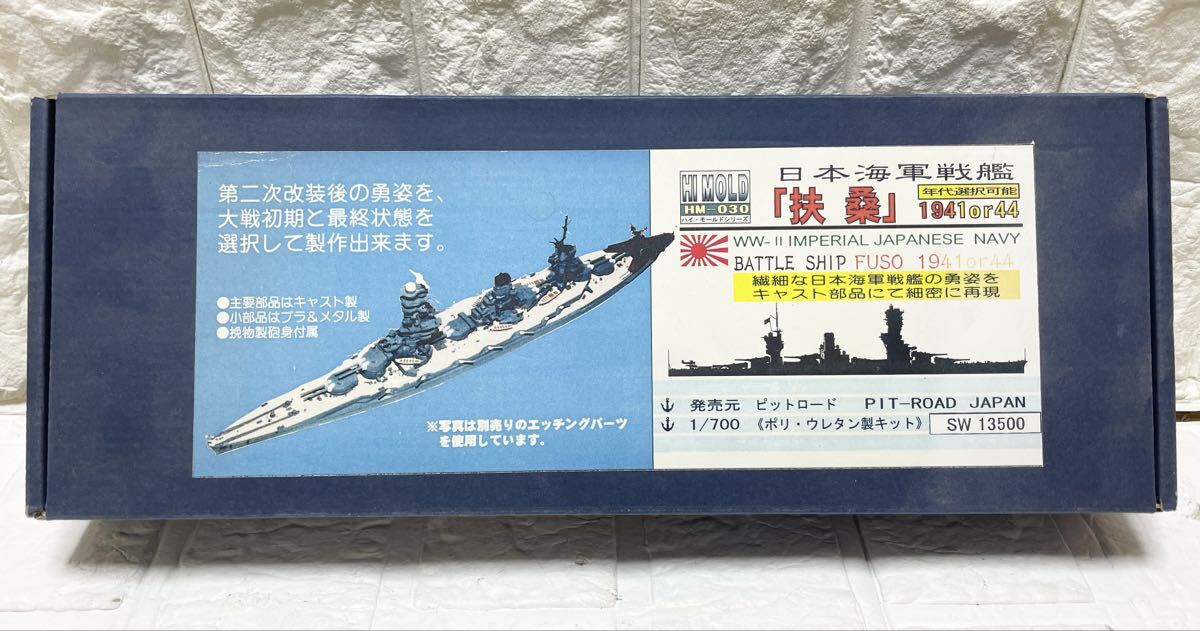 第二次改装後の勇姿を、
大戦初期と最終状態を
選択して製作出来ます。
●主要部品はキャスト製
●小部品はプラ&メタル製
●挽物製砲身付属
※写真は別売りのエッチングパーツ
を使用しています。
HI MOLD
HM-030
ハイ・モールドシリーズ
日本海軍戦艦
「扶桑」
年代選択可能
1941or44
WW-II IMPERIAL JAPANESE NAVY
BATTLE SHIP FUSO 1941or44
繊細な日本海軍戦艦の勇姿を
キャスト部品にて細密に再現
発売元 ピットロード PIT-ROAD JAPAN
1/700 《ポリ・ウレタン製キット》 SW 13500